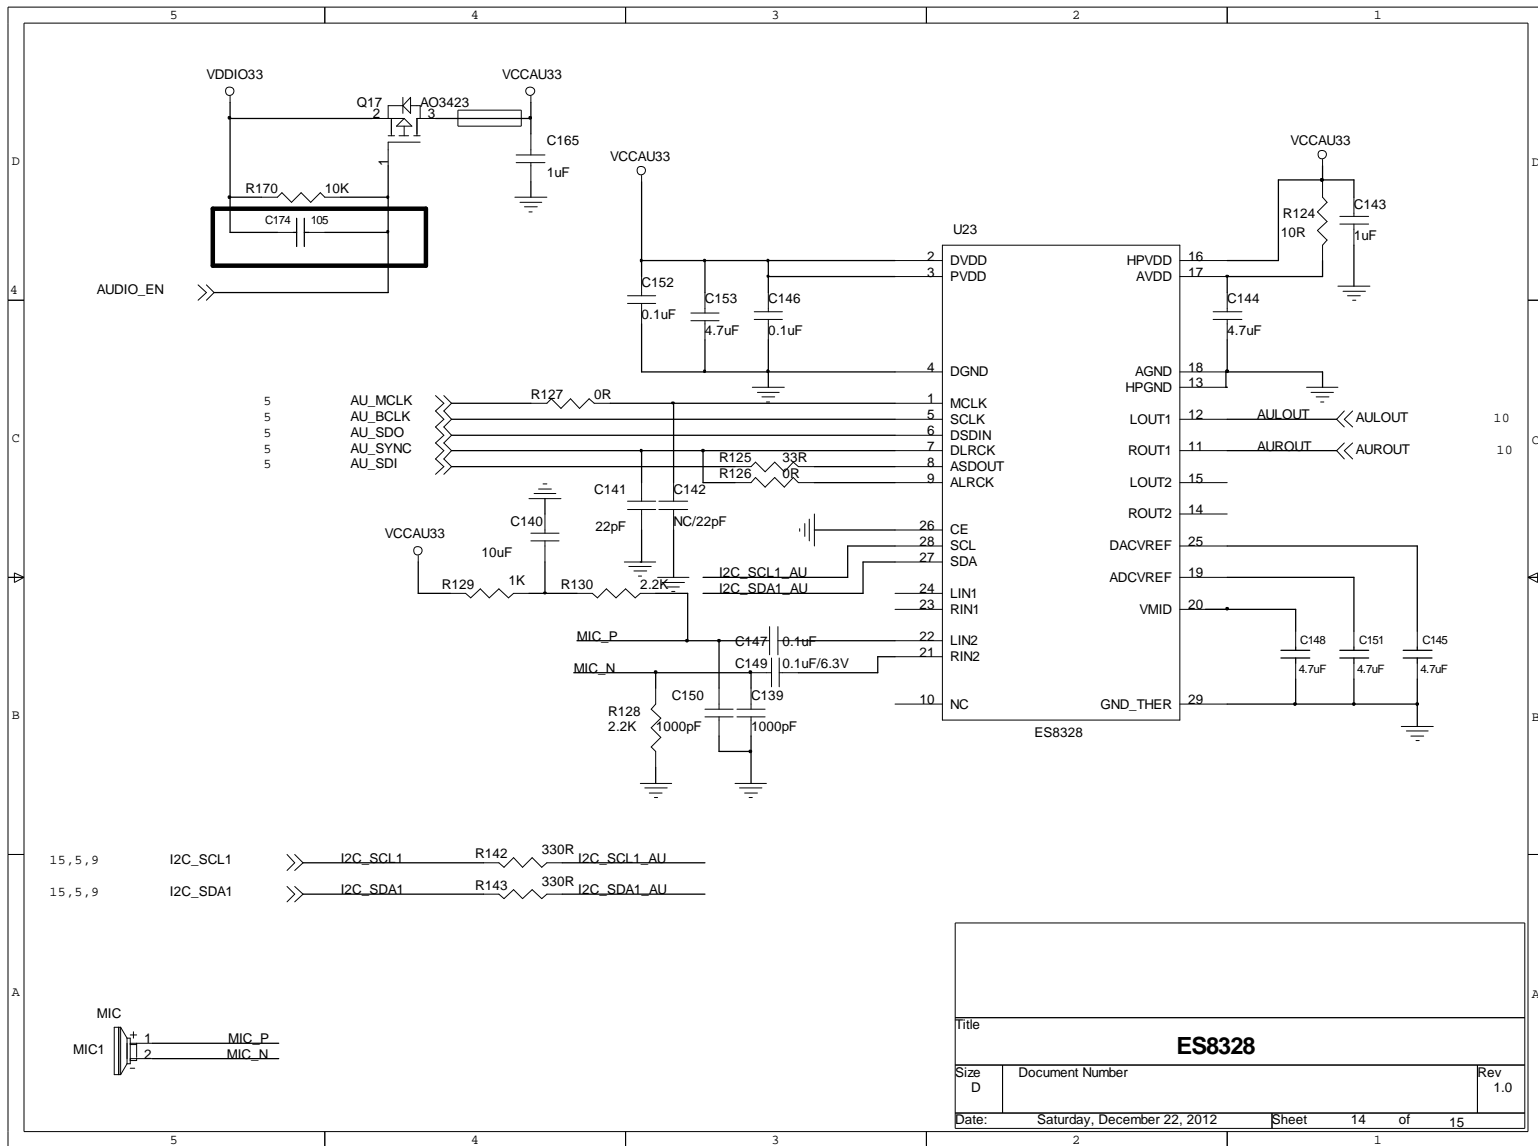 5 4 3 2 1
VDDIO33
VCCAU33
Q17
AO3423
2
3
1
C165
1uF
D
D
R170
10K
C174
105
AUDIO_EN
4
VCCAU33
VCCAU33
R124
10R
C143
1uF
U23
2 DVDD
3 PVDD
HPVDD 16
AVDD 17
C152
0.1uF
C153
4.7uF
C146
0.1uF
C144
4.7uF
4 DGND
AGND 18
HPGND 13
5 AU_MCLK
R127 0R
1 MCLK
5 AU_BCLK
5 SCLK
LOUT1 12 AULOUT AULOUT 10
5 AU_SDO
6 DSDIN
C
C
5 AU_SYNC
7 DLRCK
ROUT1 11 AUROUT AUROUT 10
5 AU_SDI
R125 33R
8 ASDOUT
R126 0R
9 ALRCK
LOUT2 15
ROUT2 14
C141
22pF
C142
NC/22pF
C140
10uF
VCCAU33
26 CE
28 SCL
27 SDA
DACVREF 25
ADCVREF 19
VMID 20
R129
1K
R130
2.2K
I2C_SCL1_AU
I2C_SDA1_AU
24 LIN1
23 RIN1
MIC_P
C147 0.1uF
22 LIN2
MIC_N
C149 0.1uF/6.3V
21 RIN2
C148
4.7uF
C151
4.7uF
C145
4.7uF
R128
2.2K
C150
1000pF
C139
1000pF
10 NC
GND_THER 29
ES8328
B
B
15,5,9 I2C_SCL1 I2C_SCL1 R142 330R I2C_SCL1_AU
15,5,9 I2C_SDA1 I2C_SDA1 R143 330R I2C_SDA1_AU
A
A
MIC
MIC1
+ 1 MIC_P
- 2 MIC_N
Title
ES8328
Size
D
Document Number
Rev
1.0
Date: Saturday, December 22, 2012 Sheet 14 of 15
5 4 3 2 1